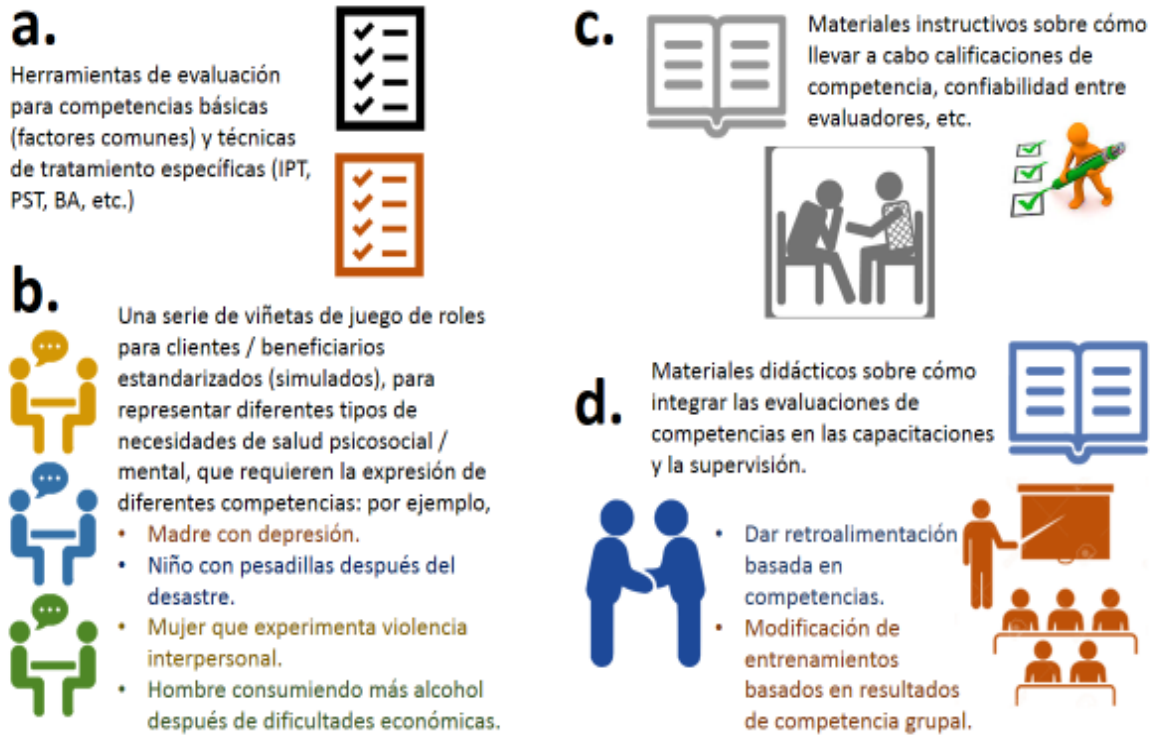 a.
Herramientas de evaluación
para competencias básicas
(factores comunes) y técnicas
de tratamiento específicas (IPT,
PST, BA, etc.)
b.
Una serie de viñetas de juego de roles
para clientes / beneficiarios
estandarizados (simulados), para
representar diferentes tipos de
necesidades de salud psicosocial /
mental, que requieren la expresión de
diferentes competencias: por ejemplo,
• Madre con depresión.
• Niño con pesadillas después del
desastre.
• Mujer que experimenta violencia
interpersonal.
• Hombre consumiendo más alcohol
después de dificultades económicas.
c.
Materiales instructivos sobre cómo
llevar a cabo calificaciones de
competencia, confiabilidad entre
evaluadores, etc.
d.
Materiales didácticos sobre cómo
integrar las evaluaciones de
competencias en las capacitaciones
y la supervisión.
• Dar retroalimentación
basada en
competencias.
• Modificación de
entrenamientos
basados en resultados
de competencia grupal.